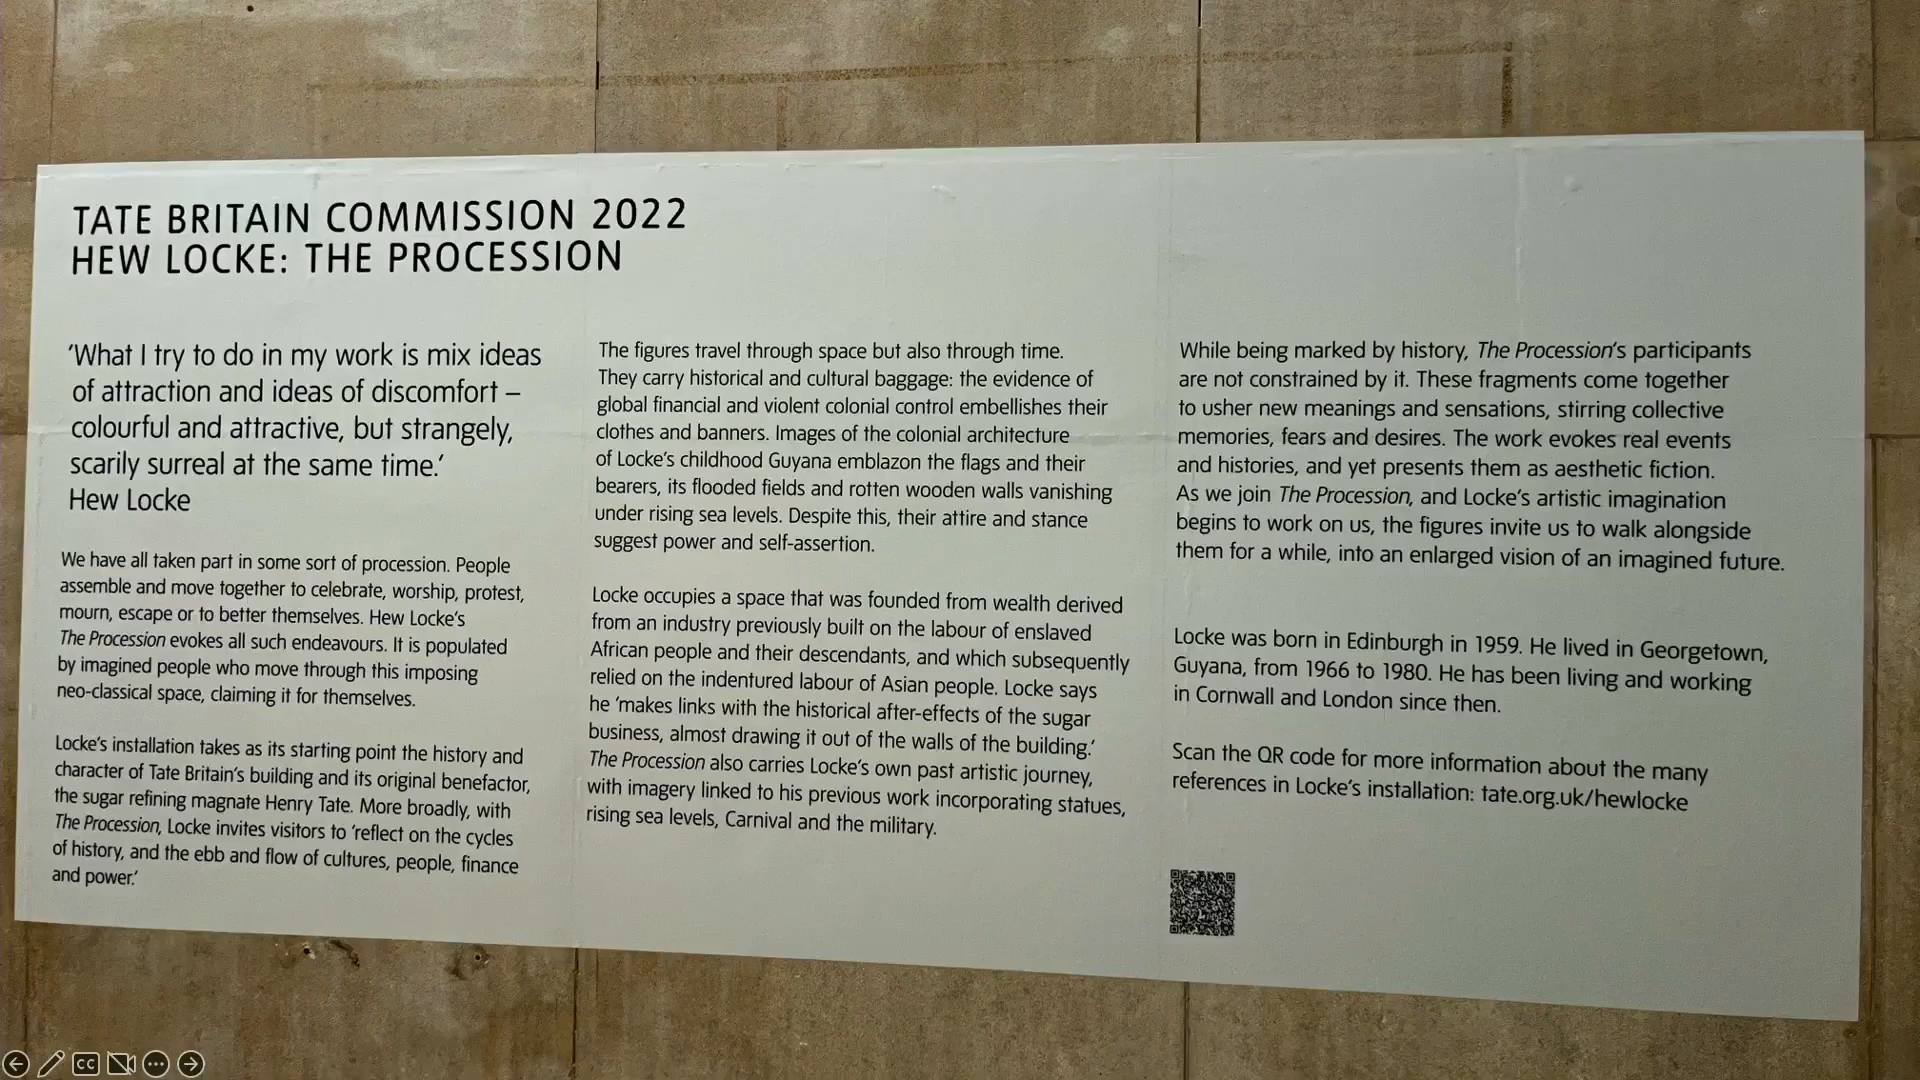 TATE BRITAIN COMMISSION 2022
HEW LOCKE: THE PROCESSION
‘What I try to do in my work is mix ideas
of attraction and ideas of discomfort –
colourful and attractive, but strangely,
scarily surreal at the same time.’
Hew Locke
We have all taken part in some sort of procession. People
assemble and move together to celebrate, worship, protest,
mourn, escape or to better themselves. Hew Locke’s
The Procession evokes all such endeavours. It is populated
by imagined people who move through this imposing
neo-classical space, claiming it for themselves.
Locke’s installation takes as its starting point the history and
character of Tate Britain’s building and its original benefactor,
the sugar refining magnate Henry Tate. More broadly, with
The Procession, Locke invites visitors to ‘reflect on the cycles
of history, and the ebb and flow of cultures, people, finance
and power.’
The figures travel through space but also through time.
They carry historical and cultural baggage: the evidence of
global financial and violent colonial control embellishes their
clothes and banners. Images of the colonial architecture
of Locke’s childhood Guyana emblazon the flags and their
bearers, its flooded fields and rotten wooden walls vanishing
under rising sea levels. Despite this, their attire and stance
suggest power and self-assertion.
Locke occupies a space that was founded from wealth derived
from an industry previously built on the labour of enslaved
African people and their descendants, and which subsequently
relied on the indentured labour of Asian people. Locke says
he ‘makes links with the historical after-effects of the sugar
business, almost drawing it out of the walls of the building.’
The Procession also carries Locke’s own past artistic journey,
with imagery linked to his previous work incorporating statues,
rising sea levels, Carnival and the military.
While being marked by history, The Procession’s participants
are not constrained by it. These fragments come together
to usher new meanings and sensations, stirring collective
memories, fears and desires. The work evokes real events
and histories, and yet presents them as aesthetic fiction.
As we join The Procession, and Locke’s artistic imagination
begins to work on us, the figures invite us to walk alongside
them for a while, into an enlarged vision of an imagined future.
Locke was born in Edinburgh in 1959. He lived in Georgetown,
Guyana, from 1966 to 1980. He has been living and working
in Cornwall and London since then.
Scan the QR code for more information about the many
references in Locke’s installation: tate.org.uk/hewlocke
CC